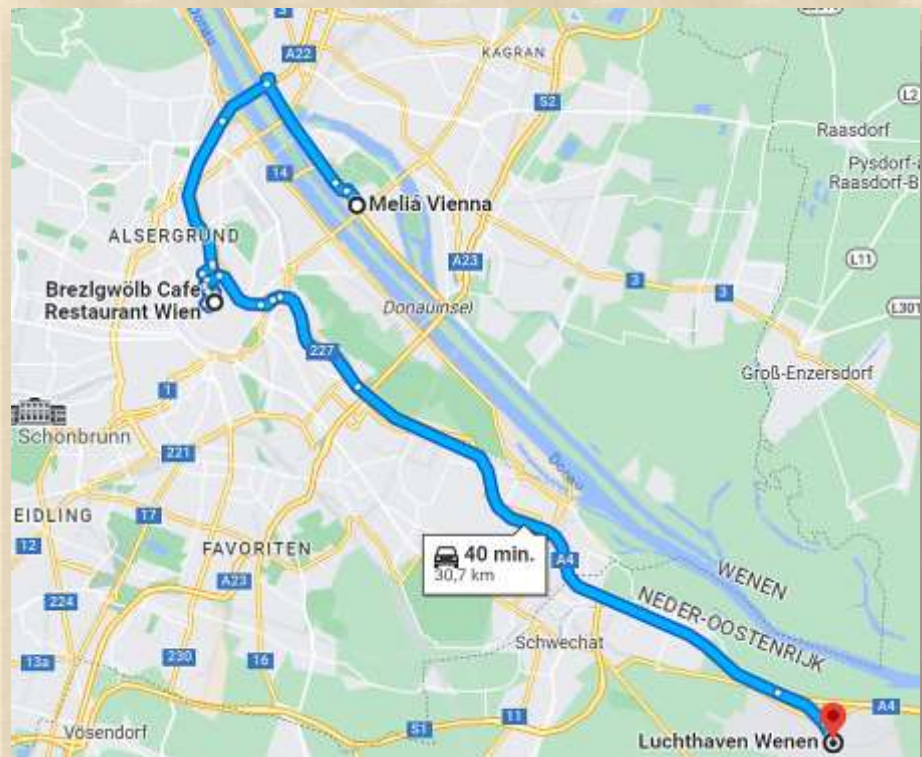 A22
KAGRAN
S2
L2
Raasdorf
Pysdorf-
Raasdorf-B
14
Meliá Vienna
ALSERGRUND
A23
L11
Brezlgwölb Cafe
Restaurant Wien
Donauinsel
3
3
L301
227
Groß-Enzersdorf
1
Schönbrunn
221
Donau
EIDLING
17
12
FAVORITEN
40 min.
30,7 km
A4
WENEN
NEDER-OOSTENRIJK
A23
224
Schwechat
13a
230
16
A4
S1
11
Vösendorf
Luchthaven Wenen